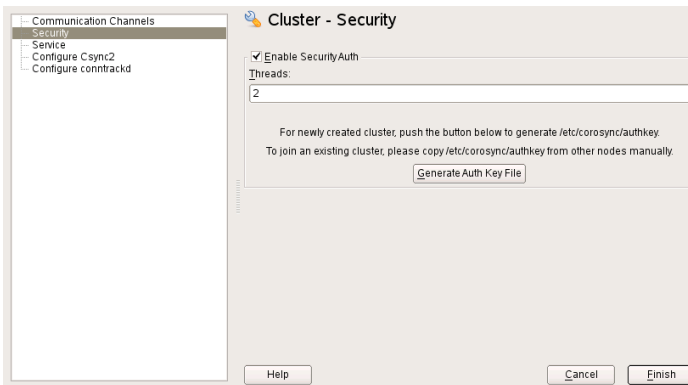 Communication Channels
Security
Service
Configure Csync2
Configure conntrackd
Cluster - Security
Enable Security Auth
Threads:
2
For newly created cluster, push the button below to generate /etc/corosync/authkey.
To join an existing cluster, please copy /etc/corosync/authkey from other nodes manually.
Generate Auth Key File
Help
Cancel
Finish